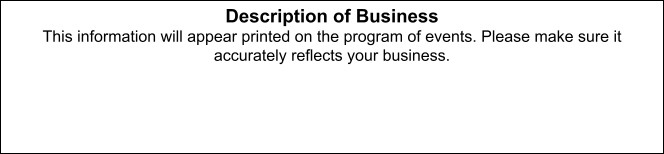 Description of Business
This information will appear printed on the program of events. Please make sure it
accurately reflects your business.